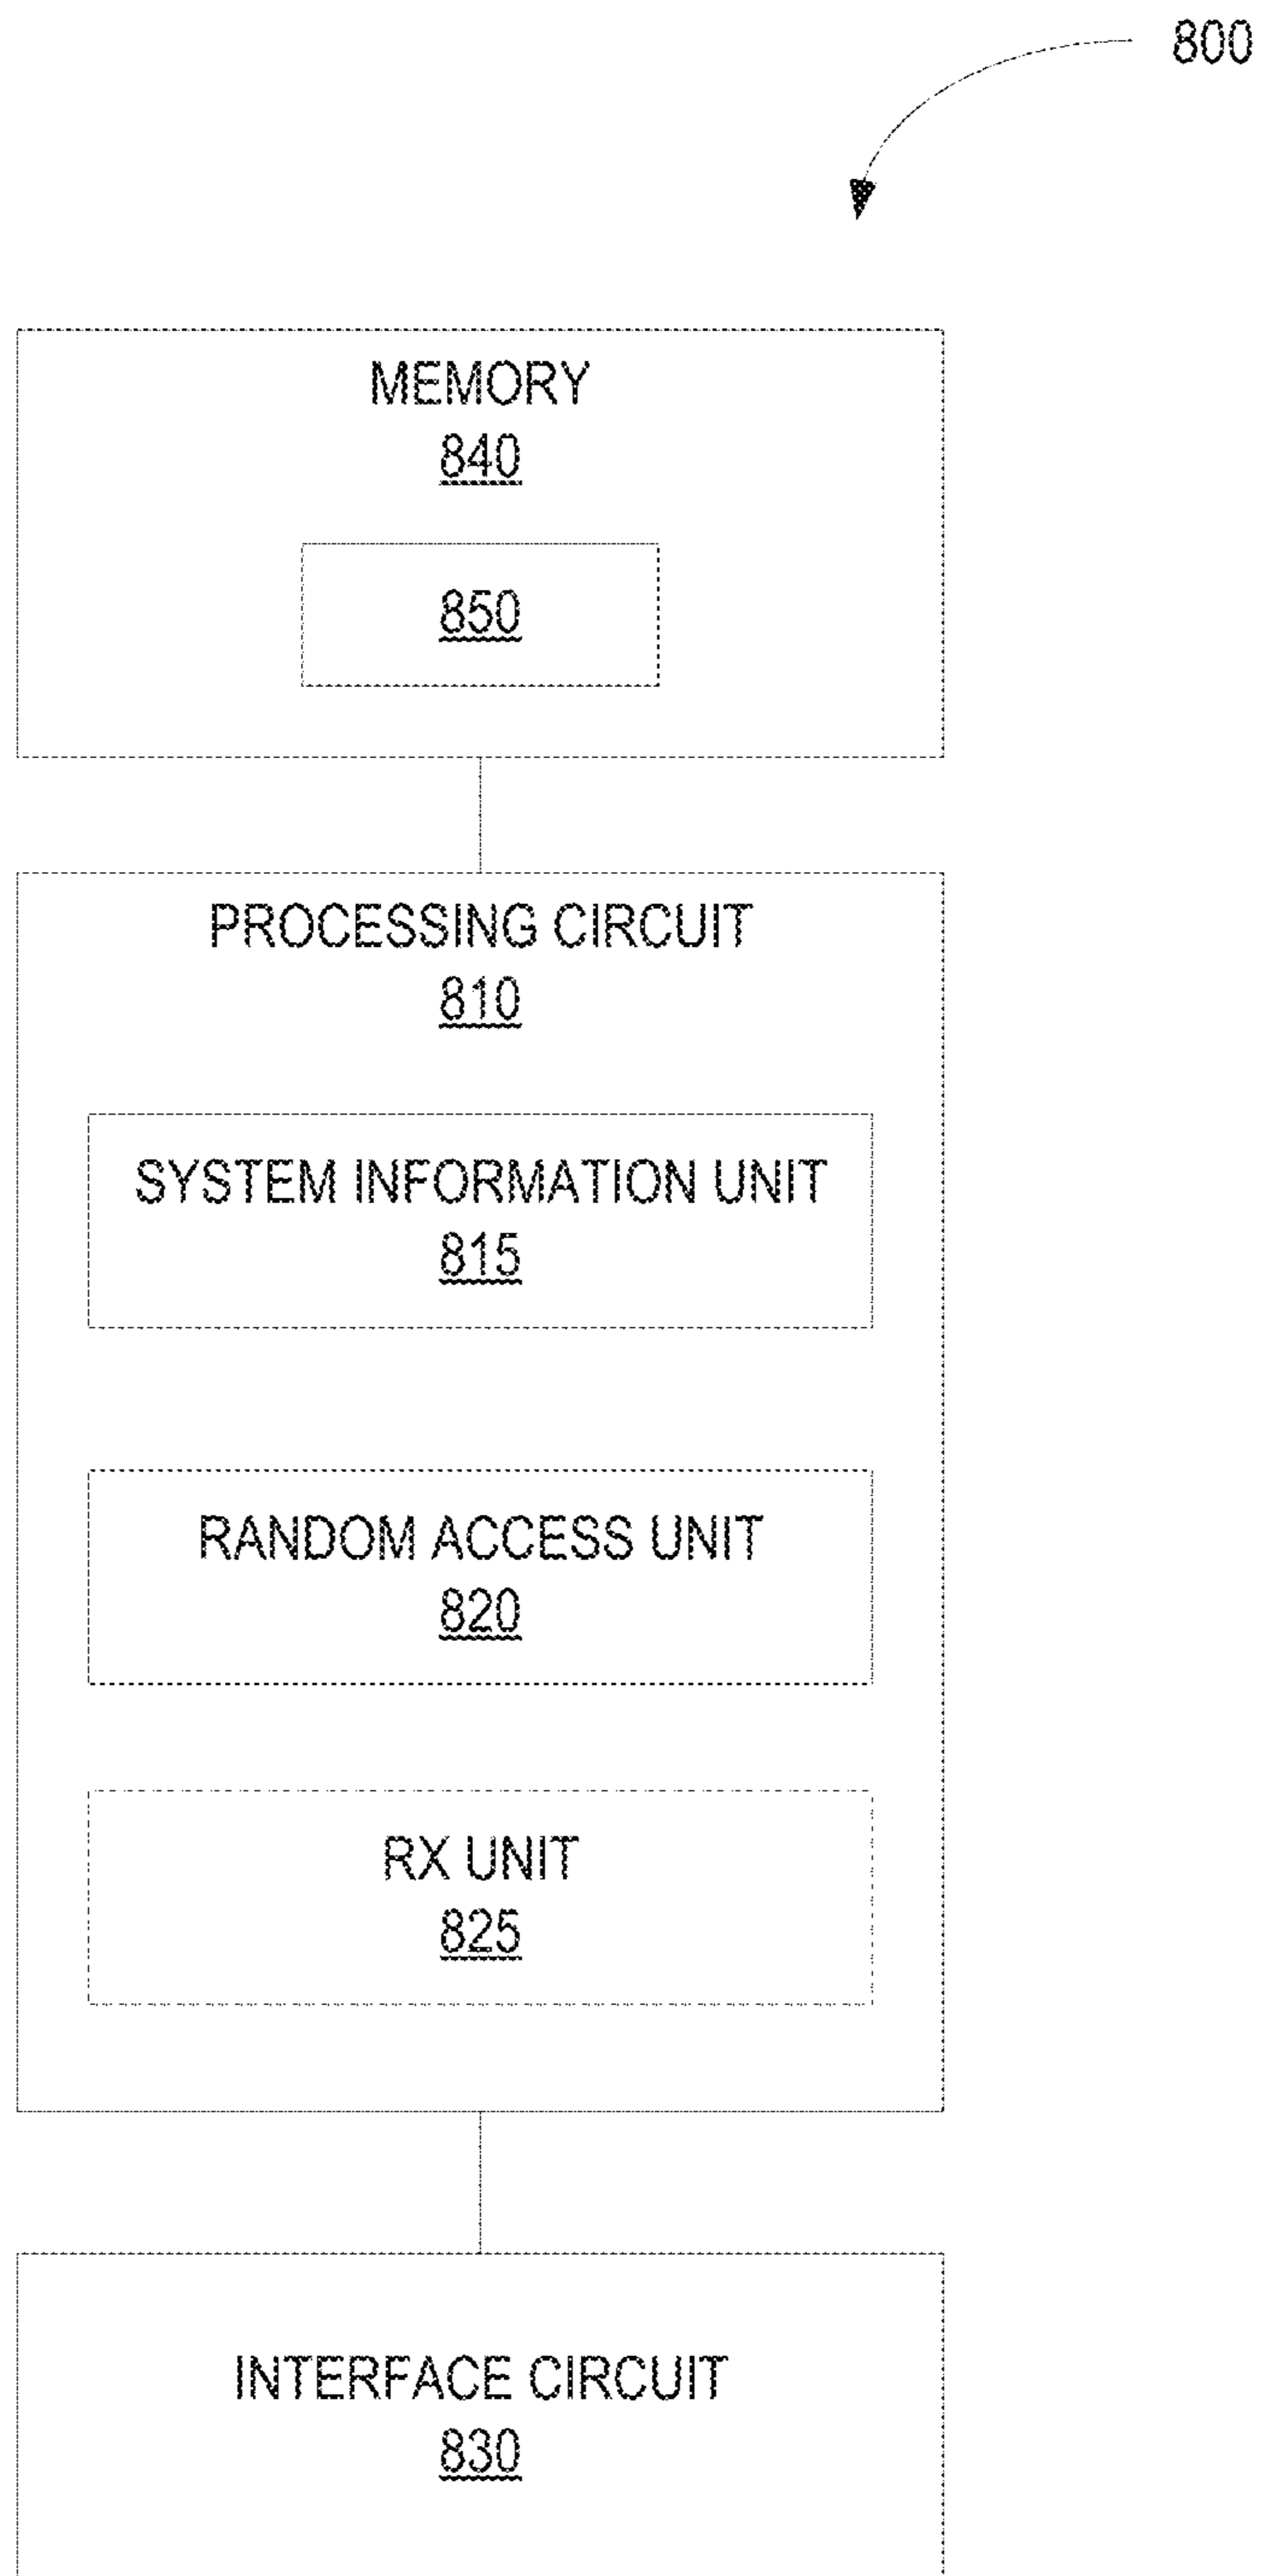 800
MEMORY
840
850
PROCESSING CIRCUIT
810
SYSTEM INFORMATION UNIT
815
RANDOM ACCESS UNIT
820
RX UNIT
825
INTERFACE CIRCUIT
830